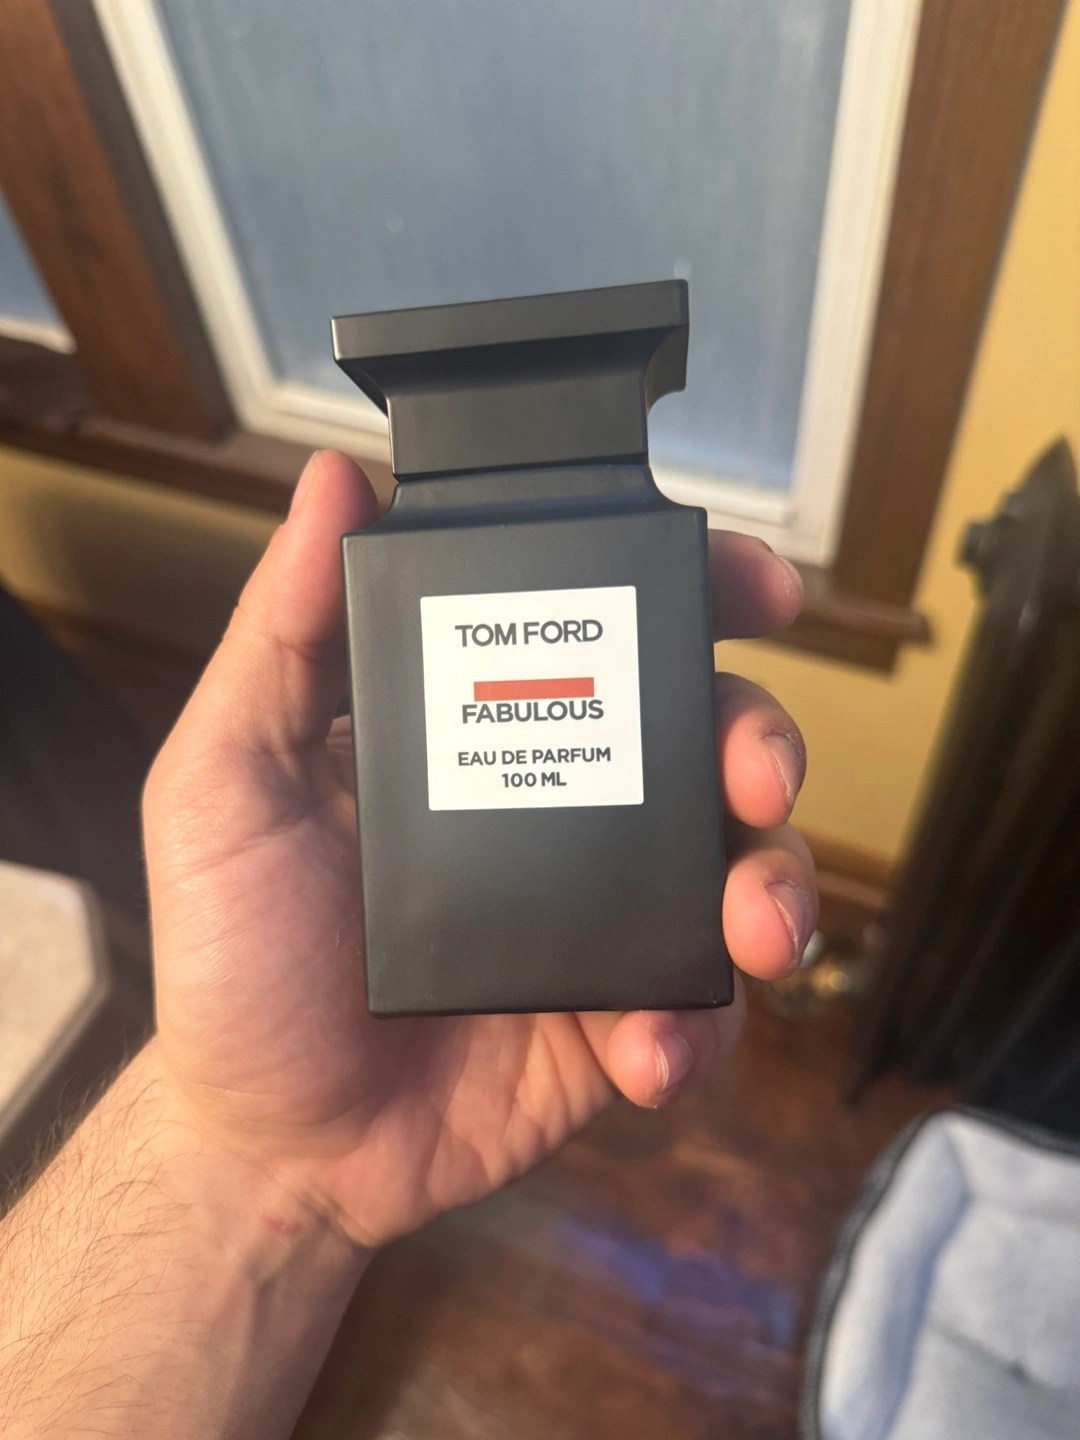 TOM FORD
FABULOUS
EAU DE PARFUM
100 ML